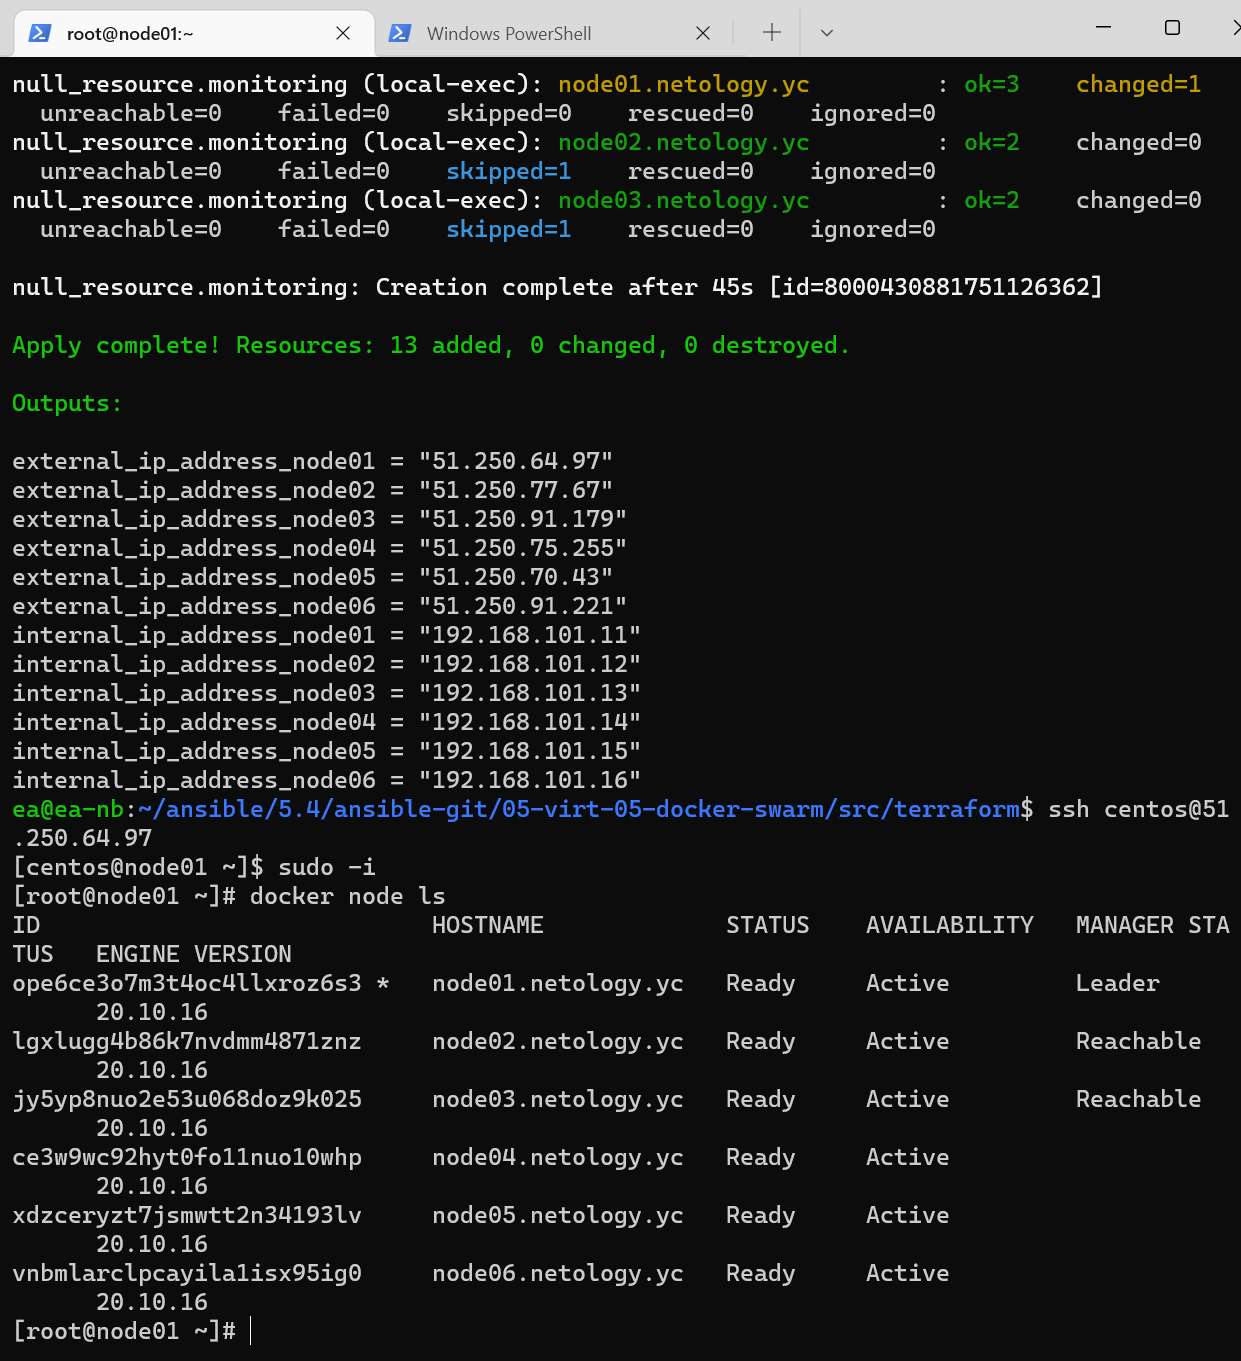 root@node01:~
Windows PowerShell
null_resource.monitoring (local-exec): node01.netology.yc         : ok=3    changed=1
  unreachable=0    failed=0    skipped=0    rescued=0    ignored=0
null_resource.monitoring (local-exec): node02.netology.yc         : ok=2    changed=0
  unreachable=0    failed=0    skipped=1    rescued=0    ignored=0
null_resource.monitoring (local-exec): node03.netology.yc         : ok=2    changed=0
  unreachable=0    failed=0    skipped=1    rescued=0    ignored=0
null_resource.monitoring: Creation complete after 45s [id=8000430881751126362]
Apply complete! Resources: 13 added, 0 changed, 0 destroyed.
Outputs:
external_ip_address_node01 = "51.250.64.97"
external_ip_address_node02 = "51.250.77.67"
external_ip_address_node03 = "51.250.91.179"
external_ip_address_node04 = "51.250.75.255"
external_ip_address_node05 = "51.250.70.43"
external_ip_address_node06 = "51.250.91.221"
internal_ip_address_node01 = "192.168.101.11"
internal_ip_address_node02 = "192.168.101.12"
internal_ip_address_node03 = "192.168.101.13"
internal_ip_address_node04 = "192.168.101.14"
internal_ip_address_node05 = "192.168.101.15"
internal_ip_address_node06 = "192.168.101.16"
ea@ea-nb:~/ansible/5.4/ansible-git/05-virt-05-docker-swarm/src/terraform$ ssh centos@51
.250.64.97
[centos@node01 ~]$ sudo -i
[root@node01 ~]# docker node ls
ID                            HOSTNAME             STATUS    AVAILABILITY   MANAGER STA
TUS   ENGINE VERSION
ope6ce3o7m3t4oc4llxroz6s3 *   node01.netology.yc   Ready     Active         Leader
      20.10.16
lgxlugg4b86k7nvdmm4871znz     node02.netology.yc   Ready     Active         Reachable
      20.10.16
jy5yp8nuo2e53u068doz9k025     node03.netology.yc   Ready     Active         Reachable
      20.10.16
ce3w9wc92hyt0fo11nuo10whp     node04.netology.yc   Ready     Active
      20.10.16
xdzceryzt7jsmwtt2n34193lv     node05.netology.yc   Ready     Active
      20.10.16
vnbmlarclpcayila1isx95ig0     node06.netology.yc   Ready     Active
      20.10.16
[root@node01 ~]#